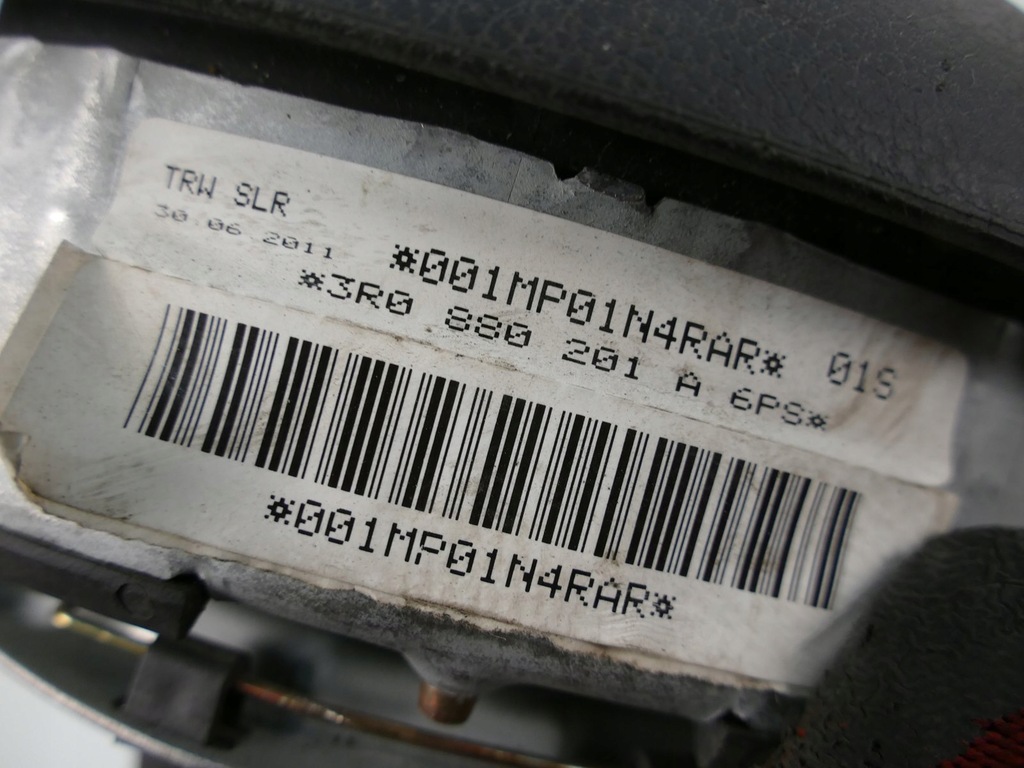 TRW SLR
30.06.2011
*001MP01N4RAR* 01S
*3R0 880 201 A 6PS*
*001MP01N4RAR*